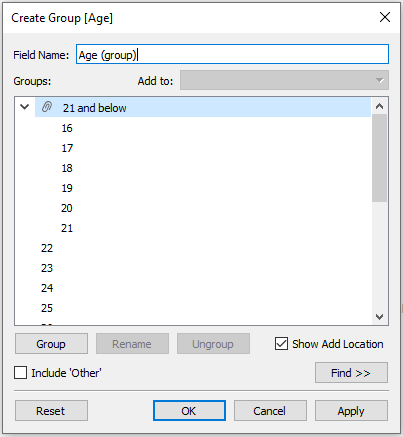 Create Group [Age]
Field Name: Age (group)
Groups: Add to:
21 and below
16
17
18
19
20
21
22
23
24
25
Group Rename Ungroup Show Add Location
Include 'Other' Find >>
Reset OK Cancel Apply